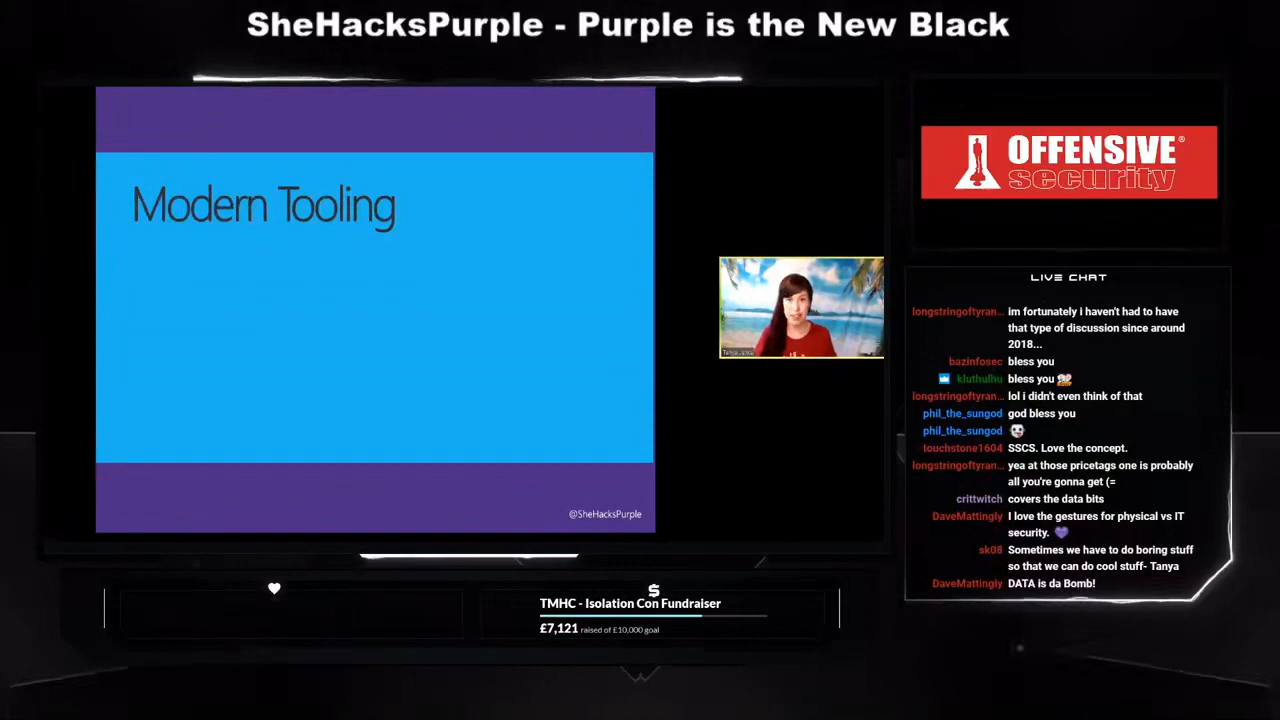 SheHacksPurple - Purple is the New Black
Modern Tooling
@SheHacksPurple
OFFENSIVE®
security
LIVE CHAT
longstringoftyran... im fortunately i haven't had to have
that type of discussion since around
2018...
bazinfosec bless you
kluthulhu bless you
longstringoftyran... lol i didn't even think of that
phil_the_sungod god bless you
phil_the_sungod
touchstone1604 SSCS. Love the concept.
longstringoftyran... yea at those pricetags one is probably
all you're gonna get (=
crittwitch covers the data bits
DaveMattingly I love the gestures for physical vs IT
security. 💜
sk08 Sometimes we have to do boring stuff
so that we can do cool stuff- Tanya
DaveMattingly DATA is da Bomb!
$
TMHC - Isolation Con Fundraiser
£7,121 raised of £10,000 goal